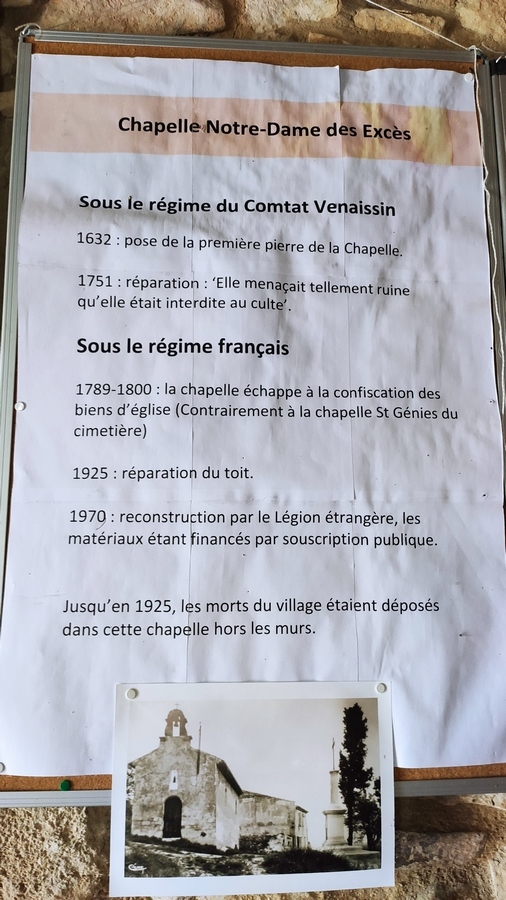 Chapelle Notre-Dame des Excès
Sous le régime du Comtat Venaissin
1632 : pose de la première pierre de la Chapelle.
1751 : réparation : ‘Elle menaçait tellement ruine
qu’elle était interdite au culte’.
Sous le régime français
1789-1800 : la chapelle échappe à la confiscation des
biens d’église (Contrairement à la chapelle St Génies du
cimetière)
1925 : réparation du toit.
1970 : reconstruction par le Légion étrangère, les
matériaux étant financés par souscription publique.
Jusqu’en 1925, les morts du village étaient déposés
dans cette chapelle hors les murs.